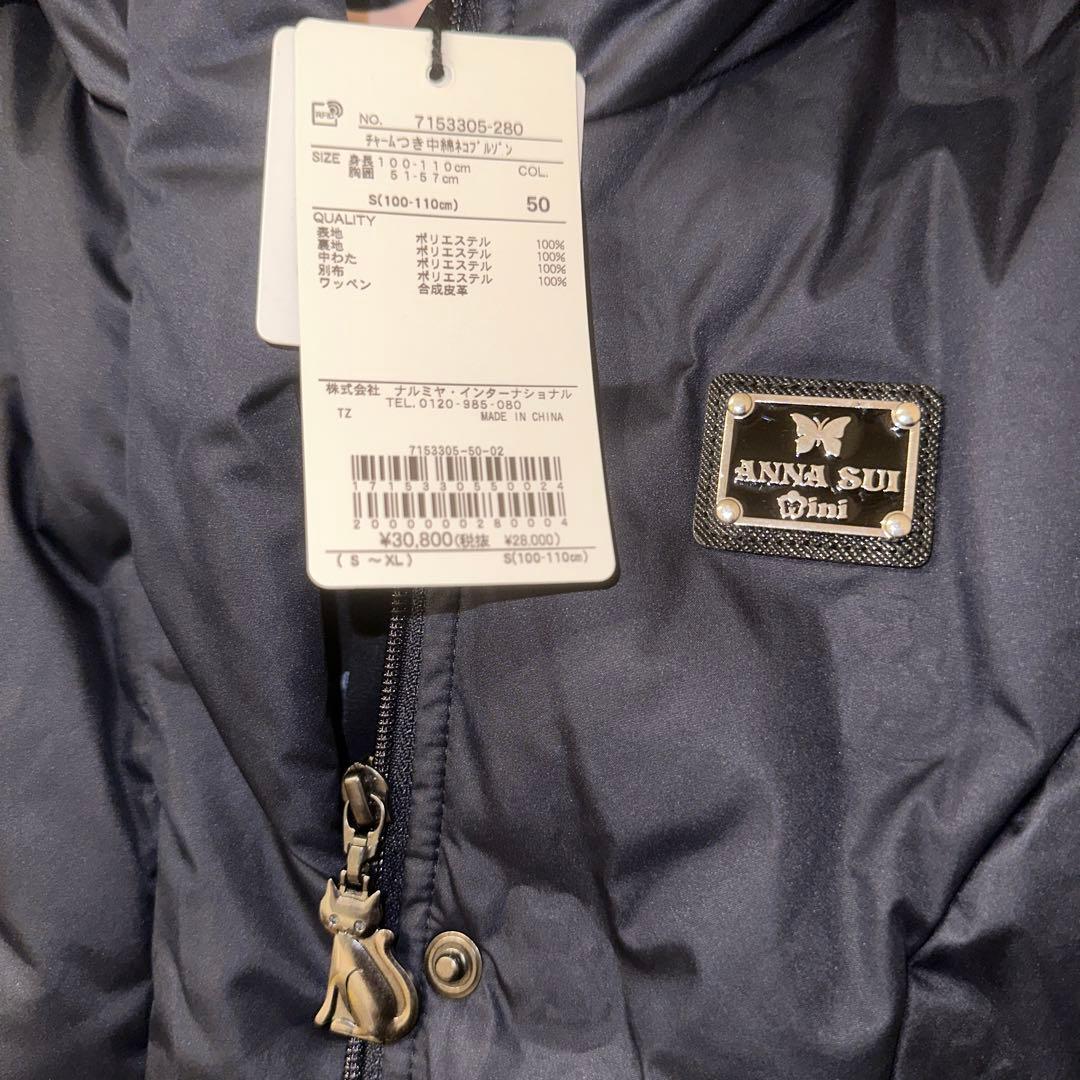 RFID
NO. 7153305-280
チャームつき中綿ネコブルゾン
SIZE 身長100-110cm COL.
胸囲 51-57cm
S(100-110cm) 50
QUALITY
表地 ポリエステル 100%
裏地 ポリエステル 100%
中わた ポリエステル 100%
別布 ポリエステル 100%
ワッペン 合成皮革
株式会社 ナルミヤ・インターナショナル
TEL.0120-985-080
TZ MADE IN CHINA
7153305-50-02
1715330550024
2000000280004
¥30,800(税抜 ¥28,000)
(S ～XL) S(100-110cm)
ANNA SUI
mini